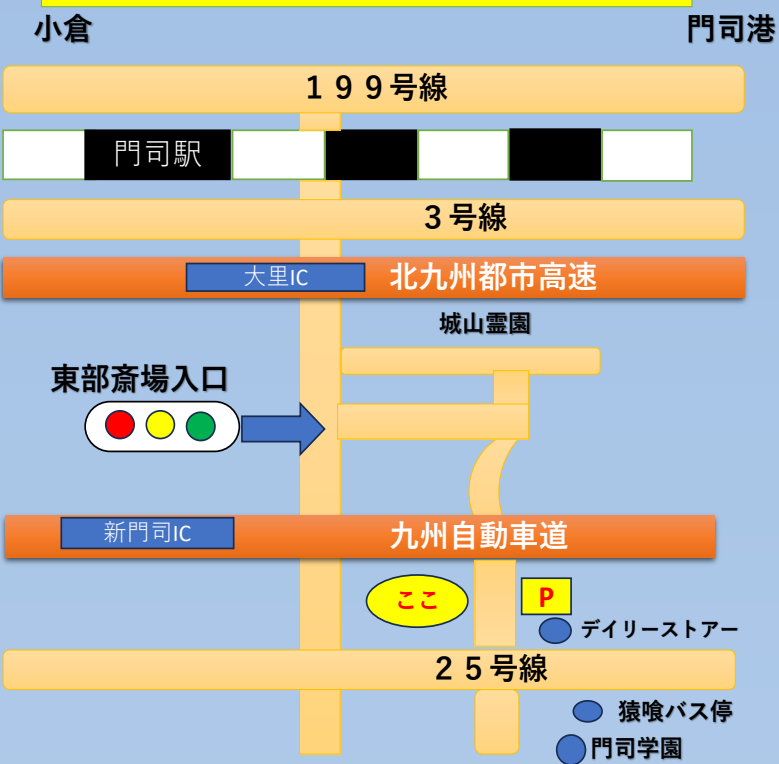 小倉
門司港
１９９号線
門司駅
３号線
大里IC
北九州都市高速
城山霊園
東部斎場入口
新門司IC
九州自動車道
ここ
P
デイリーストアー
２５号線
猿喰バス停
門司学園